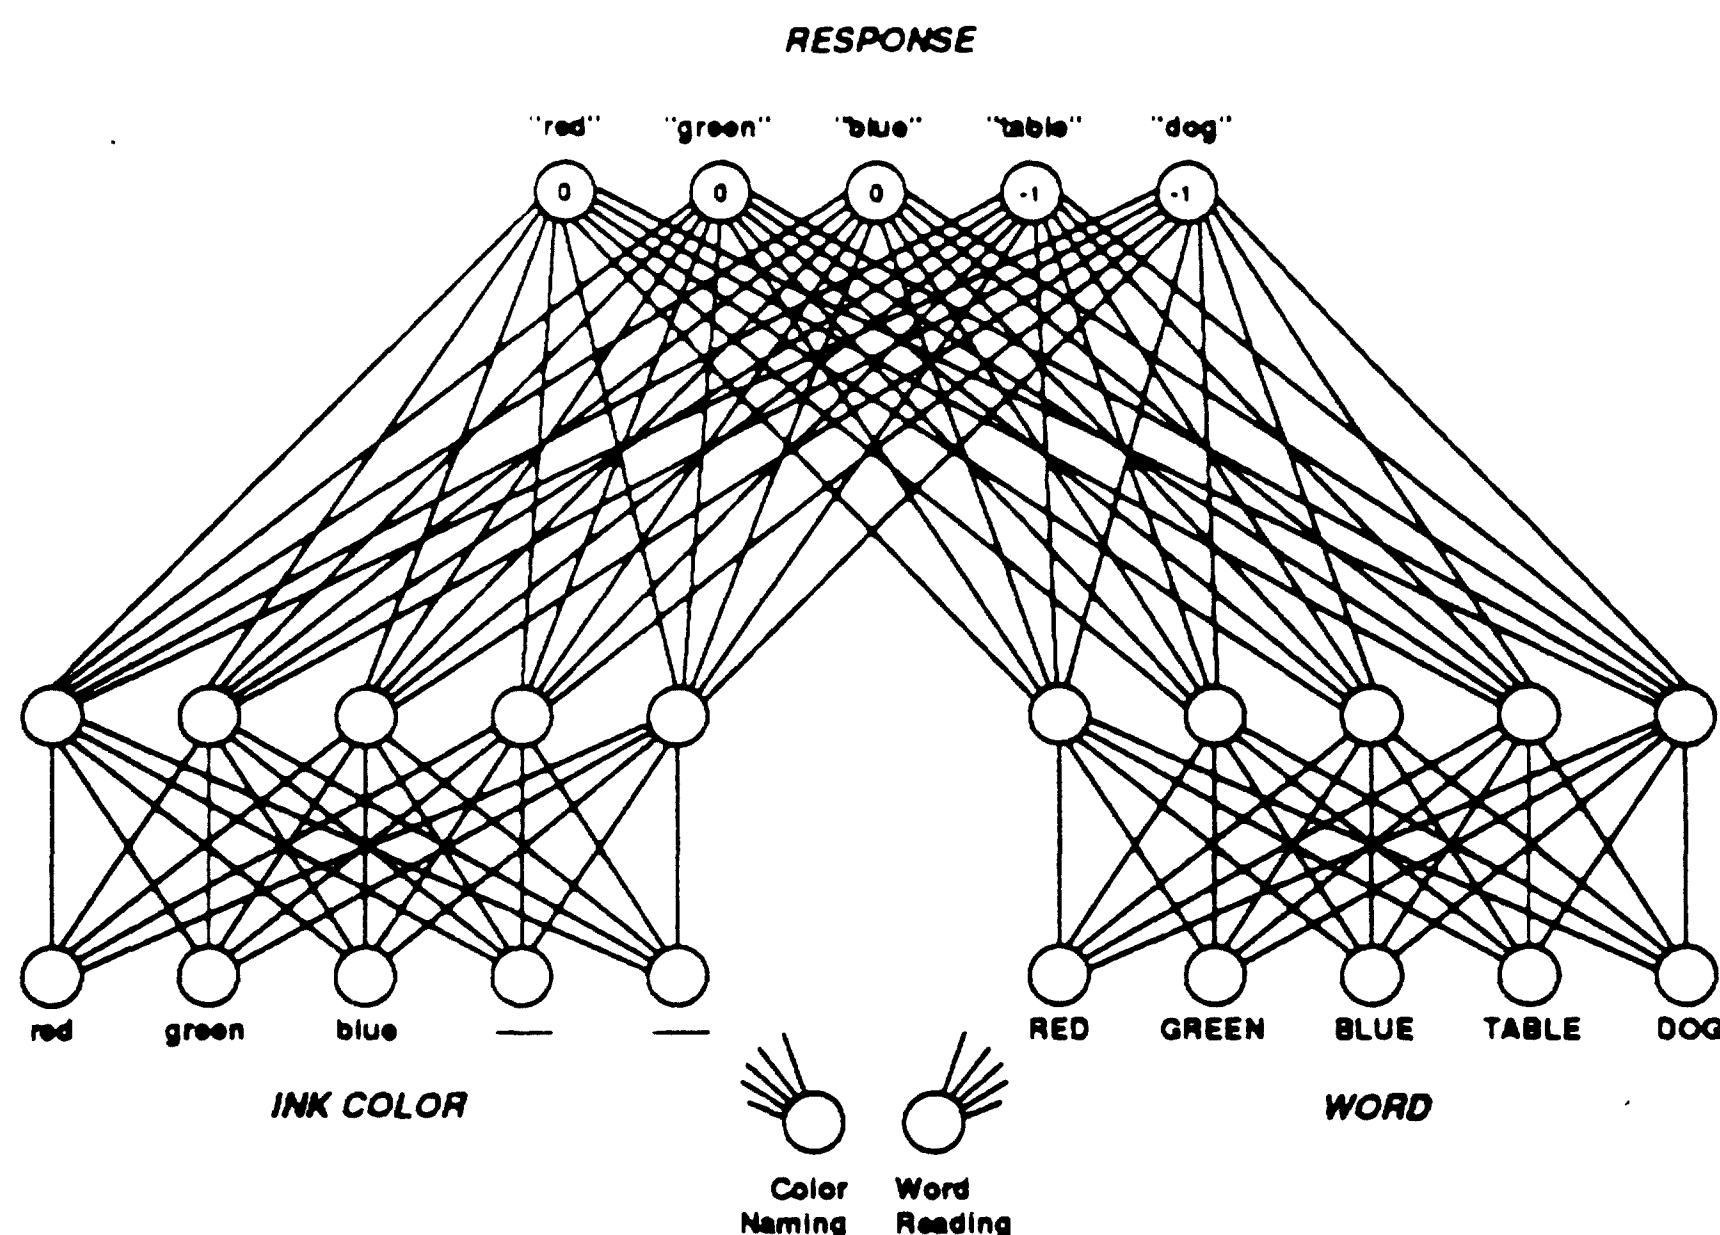 RESPONSE
"red" "green" "blue" "table" "dog"
0 0 0 -1 -1
red green blue RED GREEN BLUE TABLE DOG
INK COLOR WORD
Color Word
Naming Reading